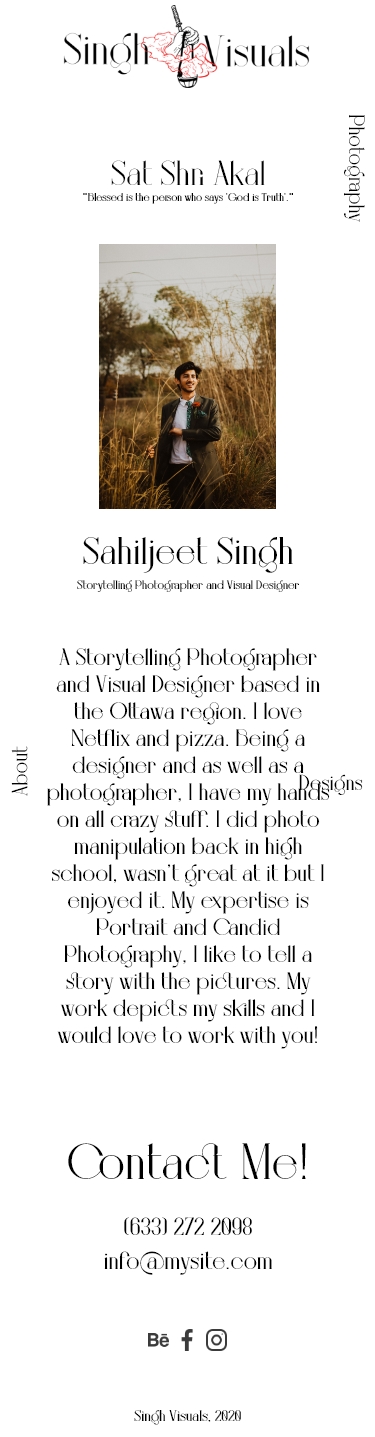 Singh Visuals
Photography
Sat Shri Akal
"Blessed is the person who says 'God is Truth'."
Sahiljeet Singh
Storytelling Photographer and Visual Designer
A Storytelling Photographer
and Visual Designer based in
the Ottawa region. I love
Netflix and pizza. Being a
designer and as well as a
photographer, I have my hands
on all crazy stuff. I did photo
manipulation back in high
school, wasn't great at it but I
enjoyed it. My expertise is
Portrait and Candid
Photography, I like to tell a
story with the pictures. My
work depicts my skills and I
would love to work with you!
About
Designs
Contact Me!
(633) 272 2098
info@mysite.com
Bē
Singh Visuals, 2020